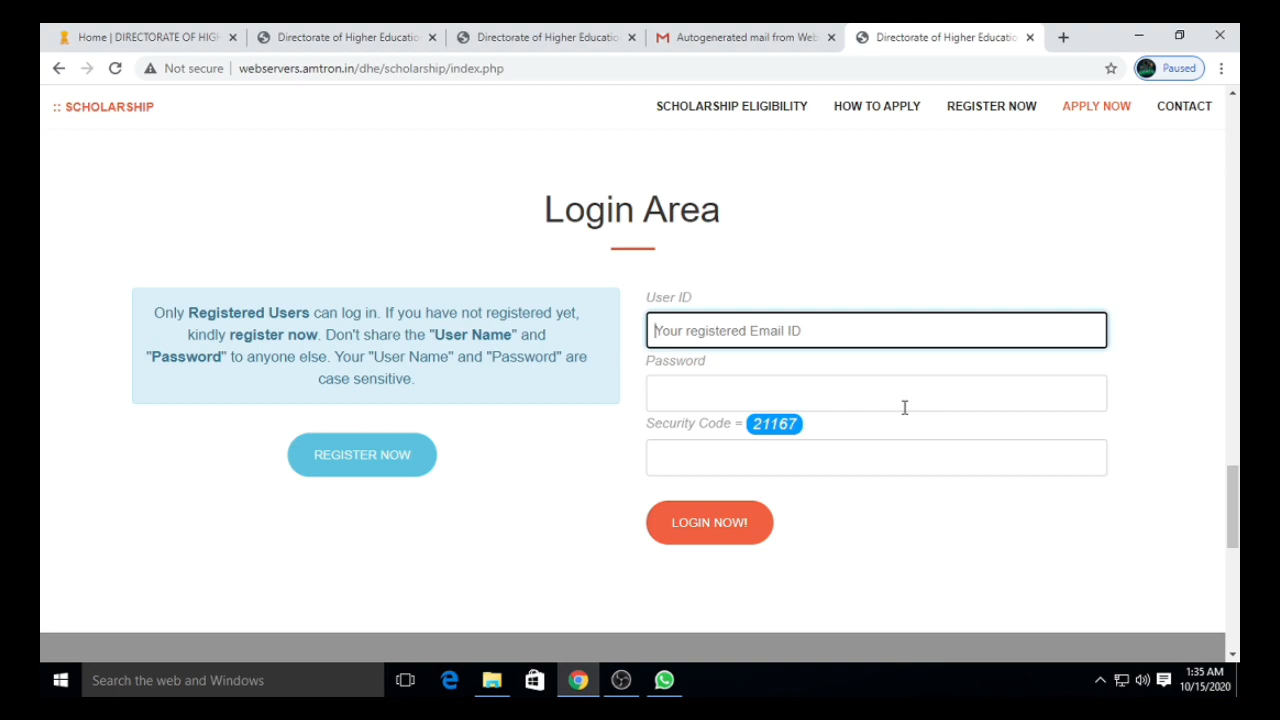 Home | DIRECTORATE OF HIGH
Directorate of Higher Educatio
Directorate of Higher Educatio
Autogenerated mail from Web
Directorate of Higher Educatio
Not secure
webservers.amtron.in/dhe/scholarship/index.php
Paused
:: SCHOLARSHIP
SCHOLARSHIP ELIGIBILITY
HOW TO APPLY
REGISTER NOW
APPLY NOW
CONTACT
Login Area
Only Registered Users can log in. If you have not registered yet,
kindly register now. Don't share the "User Name" and
"Password" to anyone else. Your "User Name" and "Password" are
case sensitive.
REGISTER NOW
User ID
Your registered Email ID
Password
Security Code = 21167
LOGIN NOW!
Search the web and Windows
1:35 AM
10/15/2020